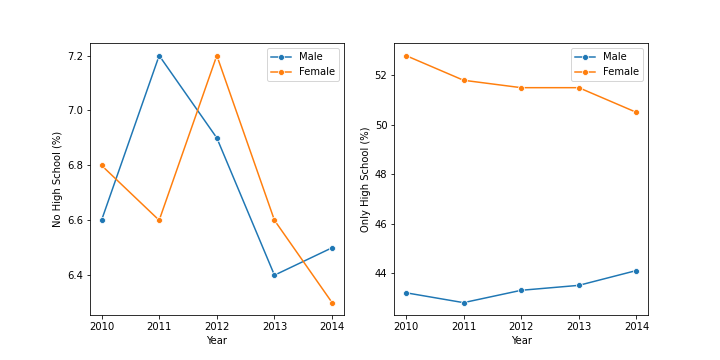 No High School (%)
7.2
7.0
6.8
6.6
6.4
Male
Female
2010 2011 2012 2013 2014
Year
Only High School (%)
52
50
48
46
44
Male
Female
2010 2011 2012 2013 2014
Year